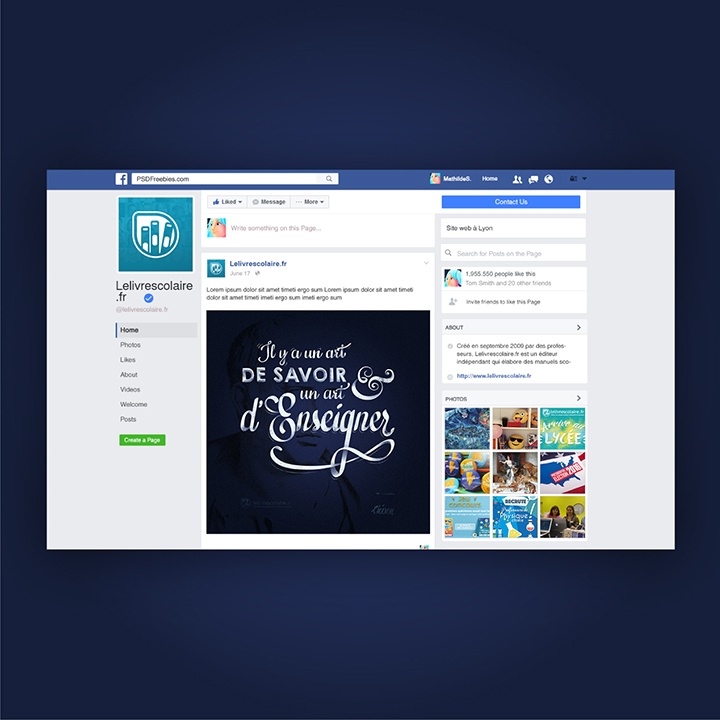 PSDFreebies.com
MathildeS.
Home
Liked
Message
More
Contact Us
Write something on this Page...
Site web à Lyon
Search for Posts on the Page
Lelivrescolaire
.fr
@lelivrescolaire.fr
Home
Photos
Likes
About
Videos
Welcome
Posts
Create a Page
Lelivrescolaire.fr
June 17
Lorem ipsum dolor sit amet timeti ergo sum Lorem ipsum dolor sit amet timeti
dolor sit amet timeti imeti ergo sum imeti ergo sum
Il y a un art
DE SAVOIR &
un art
d'Enseigner
1,955.550 people like this
Tom Smith and 20 other friends
Invite friends to like this Page
ABOUT
Créé en septembre 2009 par des profes-
seurs, Lelivrescolaire.fr est un éditeur
indépendant qui élabore des manuels sco-
http://www.lelivrescolaire.fr
PHOTOS
Lelivrescolaire.fr
Arrive au
LYCÉE
JEU
CONCOURS
RECRUTE
Physique